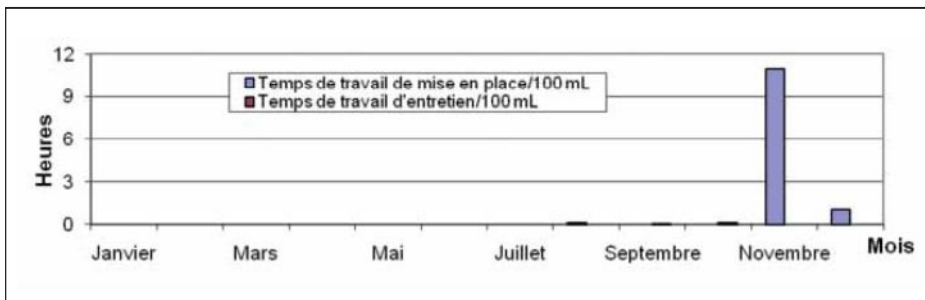 12
Temps de travail de mise en place/100 mL
Temps de travail d'entretien/100 mL
9
6
3
0
Heures
Janvier Mars Mai Juillet Septembre Novembre Mois